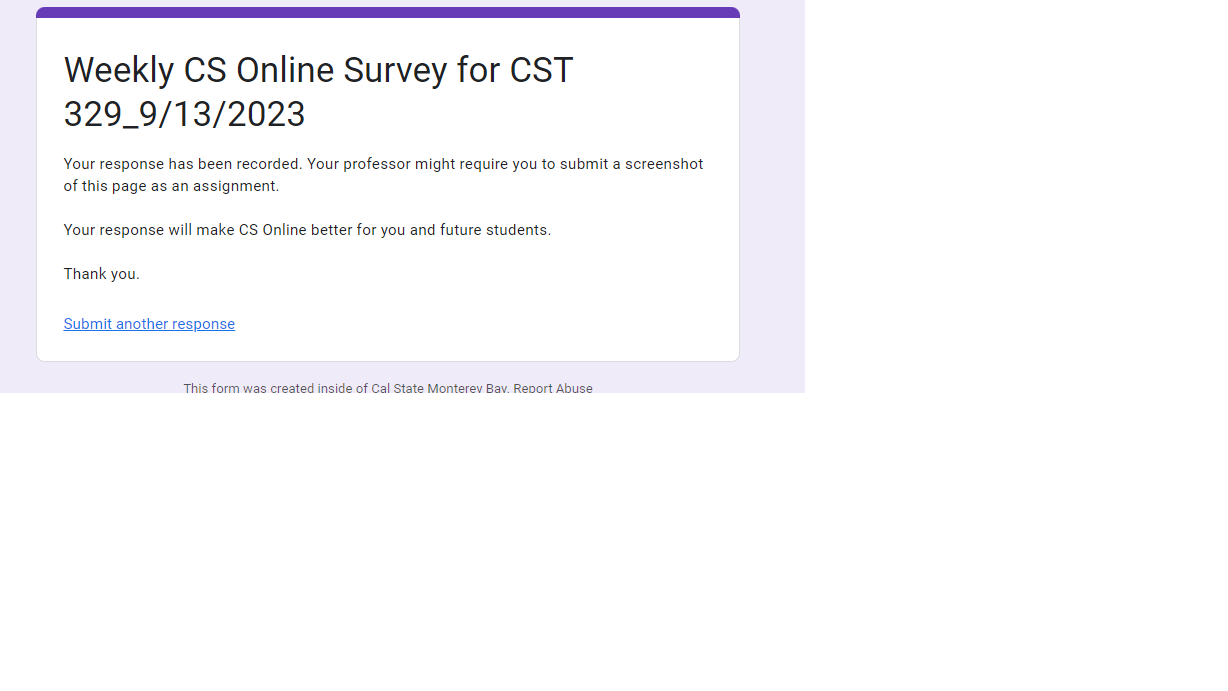 Weekly CS Online Survey for CST
329_9/13/2023
Your response has been recorded. Your professor might require you to submit a screenshot
of this page as an assignment.
Your response will make CS Online better for you and future students.
Thank you.
Submit another response
This form was created inside of Cal State Monterey Bay. Report Abuse